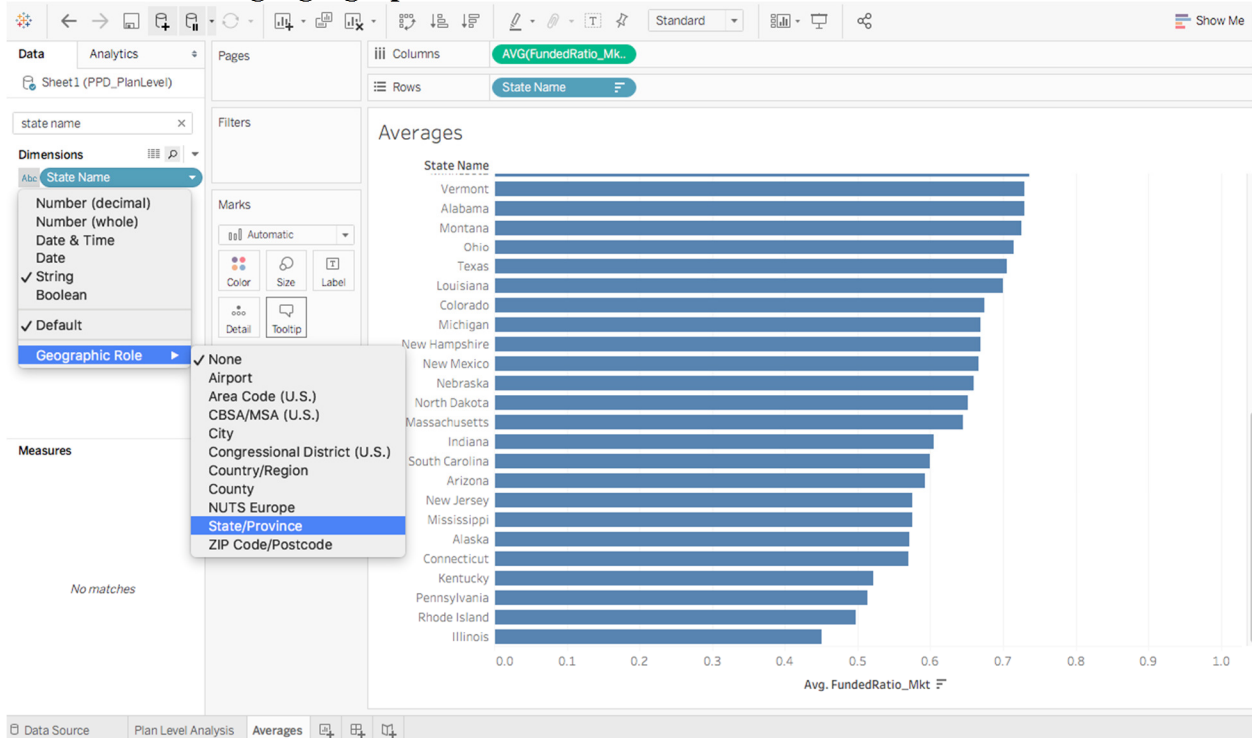 Standard
Show Me
Data
Analytics
Sheet1 (PPD_PlanLevel)
state name
Dimensions
Abc State Name
Number (decimal)
Number (whole)
Date & Time
Date
String
Boolean
Default
Geographic Role
None
Airport
Area Code (U.S.)
CBSA/MSA (U.S.)
City
Congressional District (U.S.)
Country/Region
County
NUTS Europe
State/Province
ZIP Code/Postcode
Measures
No matches
Pages
Filters
Marks
Automatic
Color
Size
Label
Detail
Tooltip
Columns
AVG(FundedRatio_Mk..
Rows
State Name
Averages
State Name
Vermont
Alabama
Montana
Ohio
Texas
Louisiana
Colorado
Michigan
New Hampshire
New Mexico
Nebraska
North Dakota
Massachusetts
Indiana
South Carolina
Arizona
New Jersey
Mississippi
Alaska
Connecticut
Kentucky
Pennsylvania
Rhode Island
Illinois
0.0 0.1 0.2 0.3 0.4 0.5 0.6 0.7 0.8 0.9 1.0
Avg. FundedRatio_Mkt
Data Source
Plan Level Analysis
Averages